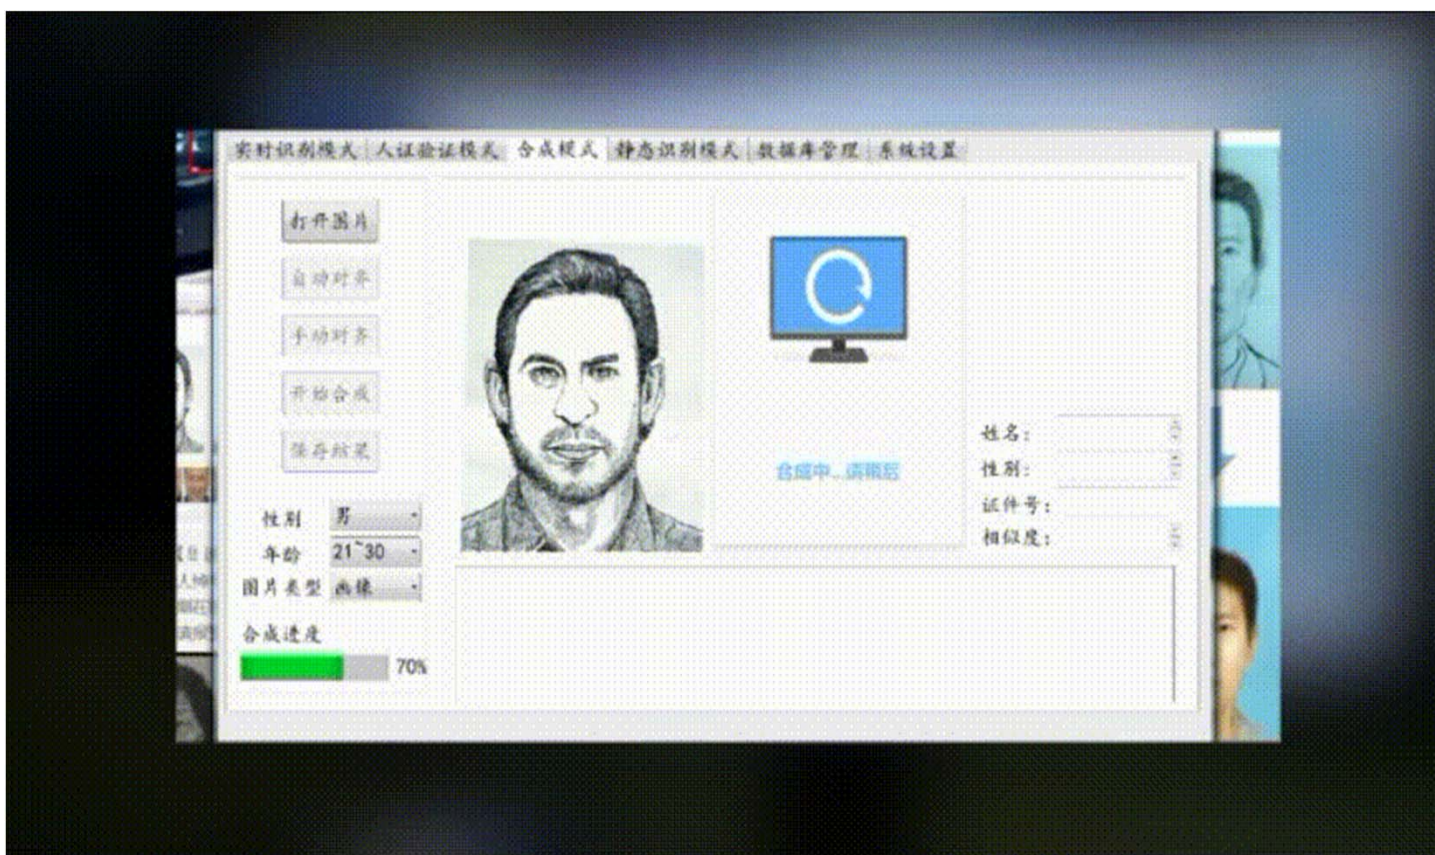 实时识别模式 人证验证模式 合成模式 静态识别模式 数据库管理 系统设置
打开图片
自动对齐
手动对齐
开始合成
保存结果
性别 男
年龄 21~30
图片类型 画像
合成进度
70%
合成中...请稍后
姓名:
性别:
证件号:
相似度: